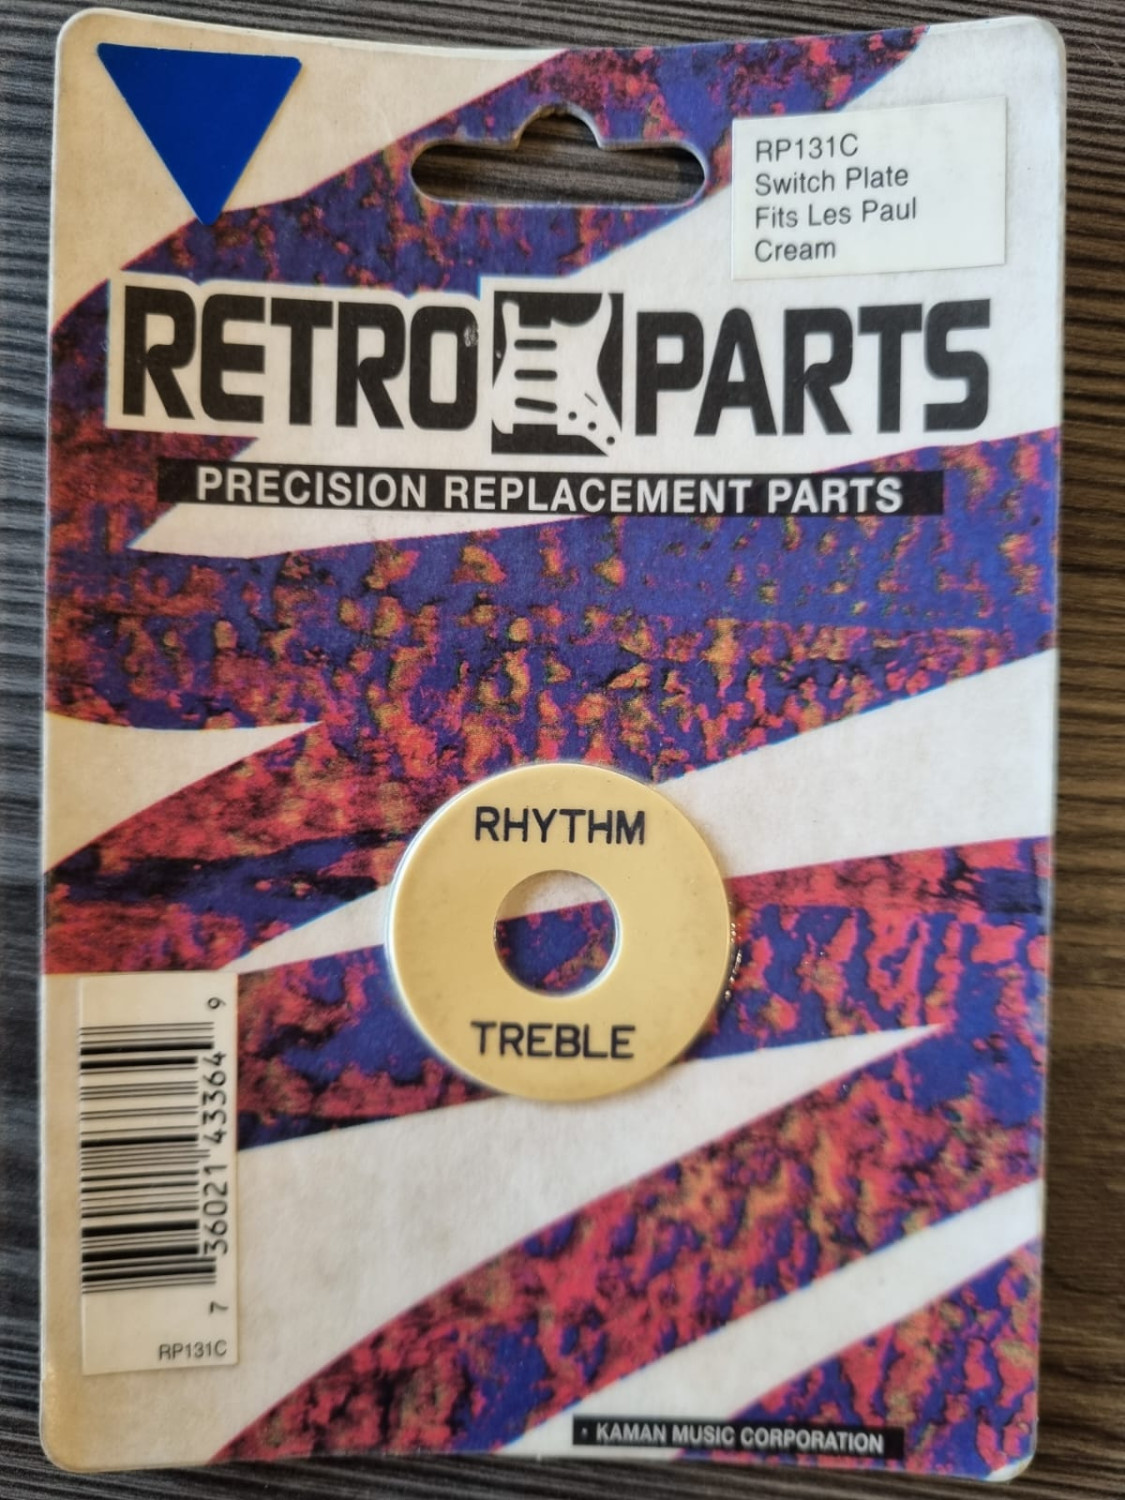 RP131C
Switch Plate
Fits Les Paul
Cream
RETRO PARTS
PRECISION REPLACEMENT PARTS
RHYTHM
TREBLE
7 36021 43364 9
RP131C
KAMAN MUSIC CORPORATION